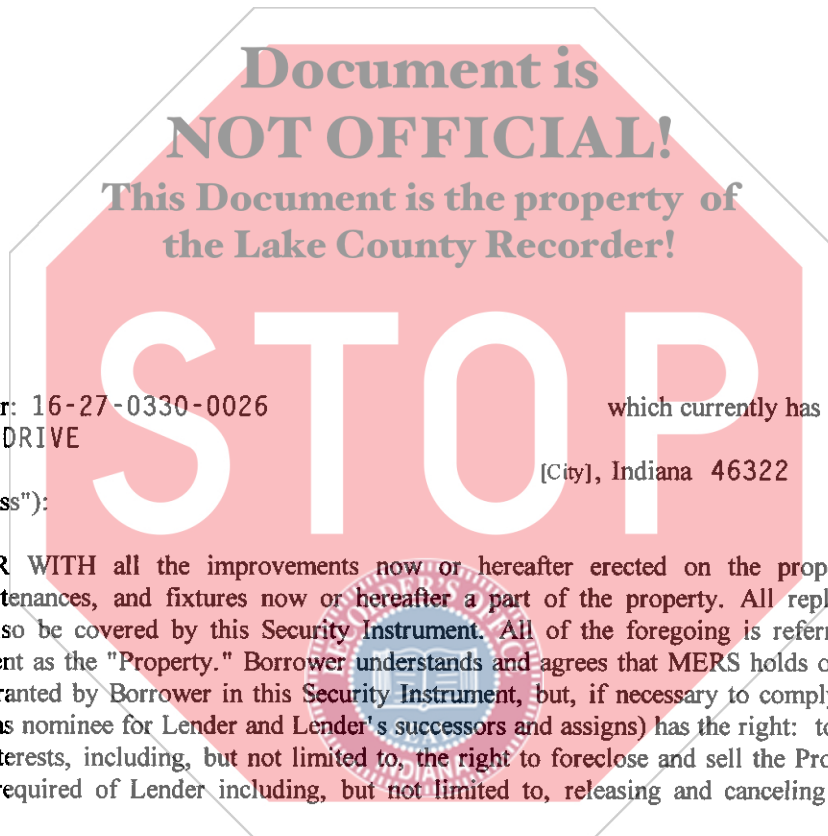 Document is
NOT OFFICIAL!
This Document is the property of
the Lake County Recorder!
STOP
r: 16-27-0330-0026 which currently has
DRIVE
[City], Indiana 46322
ss"):
R WITH all the improvements now or hereafter erected on the prop
tenances, and fixtures now or hereafter a part of the property. All repl
so be covered by this Security Instrument. All of the foregoing is referr
ent as the "Property." Borrower understands and agrees that MERS holds o
ranted by Borrower in this Security Instrument, but, if necessary to comply
as nominee for Lender and Lender's successors and assigns) has the right: to
terests, including, but not limited to, the right to foreclose and sell the Pro
required of Lender including, but not limited to, releasing and canceling
RECORDER'S OFFICE
SEAL
INDIANA